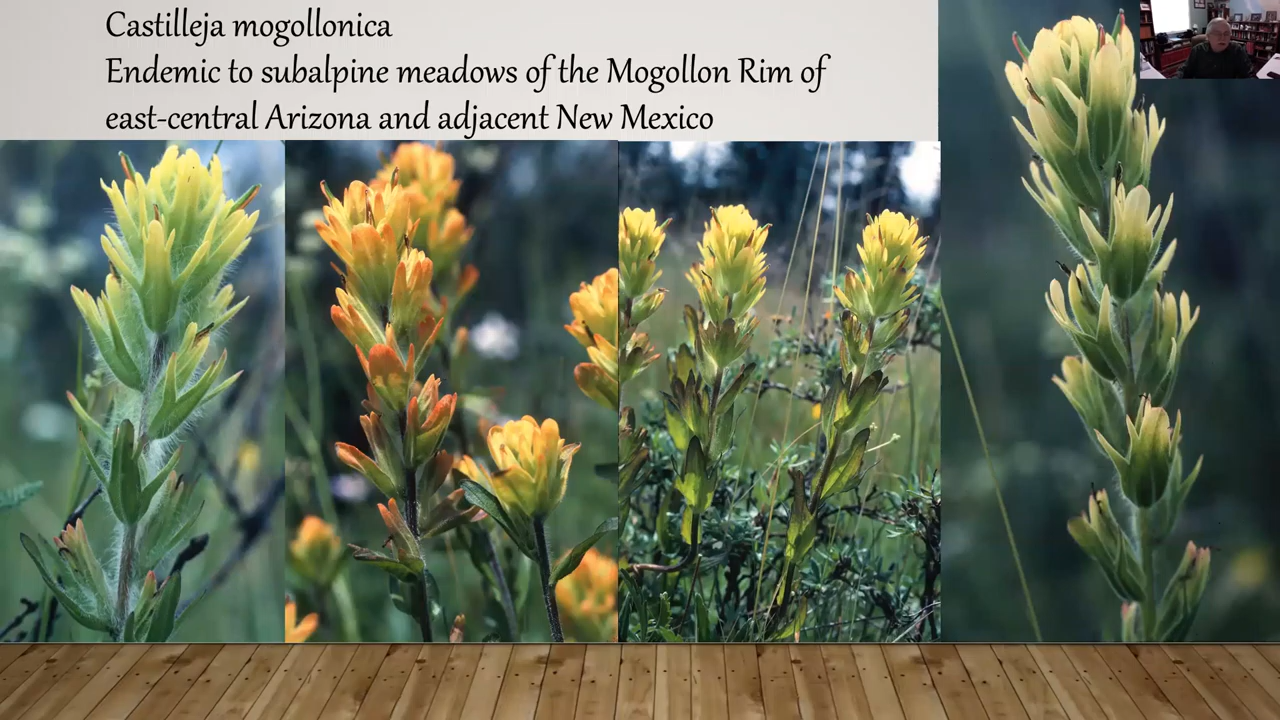 Castilleja mogollonica
Endemic to subalpine meadows of the Mogollon Rim of
east-central Arizona and adjacent New Mexico